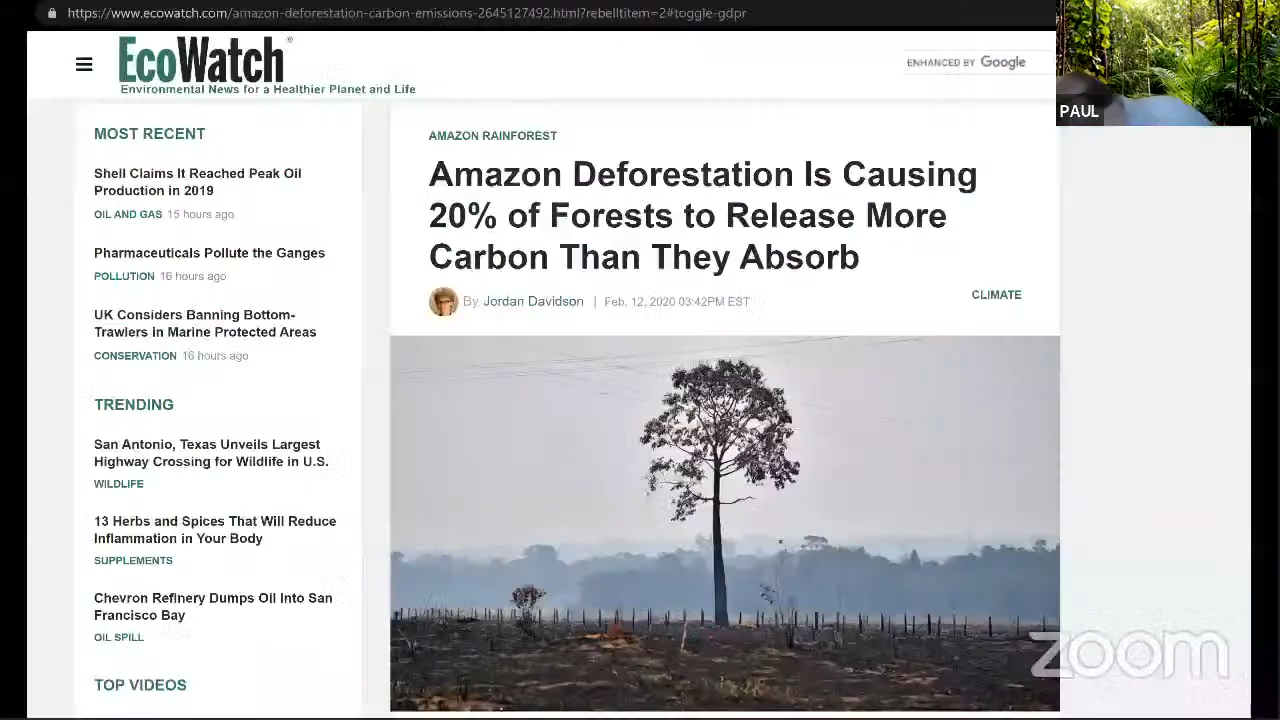 https://www.ecowatch.com/amazon-deforestation-carbon-emissions-2645127492.html?rebelltitem=2#toggle-gdpr
EcoWatch®
Environmental News for a Healthier Planet and Life
ENHANCED BY Google
PAUL
MOST RECENT
Shell Claims It Reached Peak Oil
Production in 2019
OIL AND GAS 15 hours ago
Pharmaceuticals Pollute the Ganges
POLLUTION 16 hours ago
UK Considers Banning Bottom-
Trawlers in Marine Protected Areas
CONSERVATION 16 hours ago
TRENDING
San Antonio, Texas Unveils Largest
Highway Crossing for Wildlife in U.S.
WILDLIFE
13 Herbs and Spices That Will Reduce
Inflammation in Your Body
SUPPLEMENTS
Chevron Refinery Dumps Oil Into San
Francisco Bay
OIL SPILL
TOP VIDEOS
AMAZON RAINFOREST
Amazon Deforestation Is Causing
20% of Forests to Release More
Carbon Than They Absorb
By Jordan Davidson | Feb. 12, 2020 03:42PM EST
CLIMATE
zoom